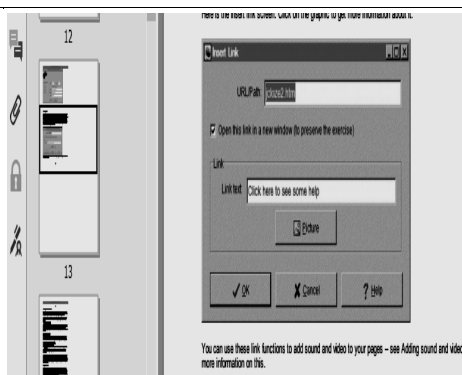 Here is the insert link screen. Click on the graphic to get more information about it.
12
Insert Link
URL/Path: jcloze2.htm
Open this link in a new window (to preserve the exercise)
Link
Link text: Click here to see some help
Picture
OK Cancel ? Help
13
You can use these link functions to add sound and video to your pages – see Adding sound and video
more information on this.